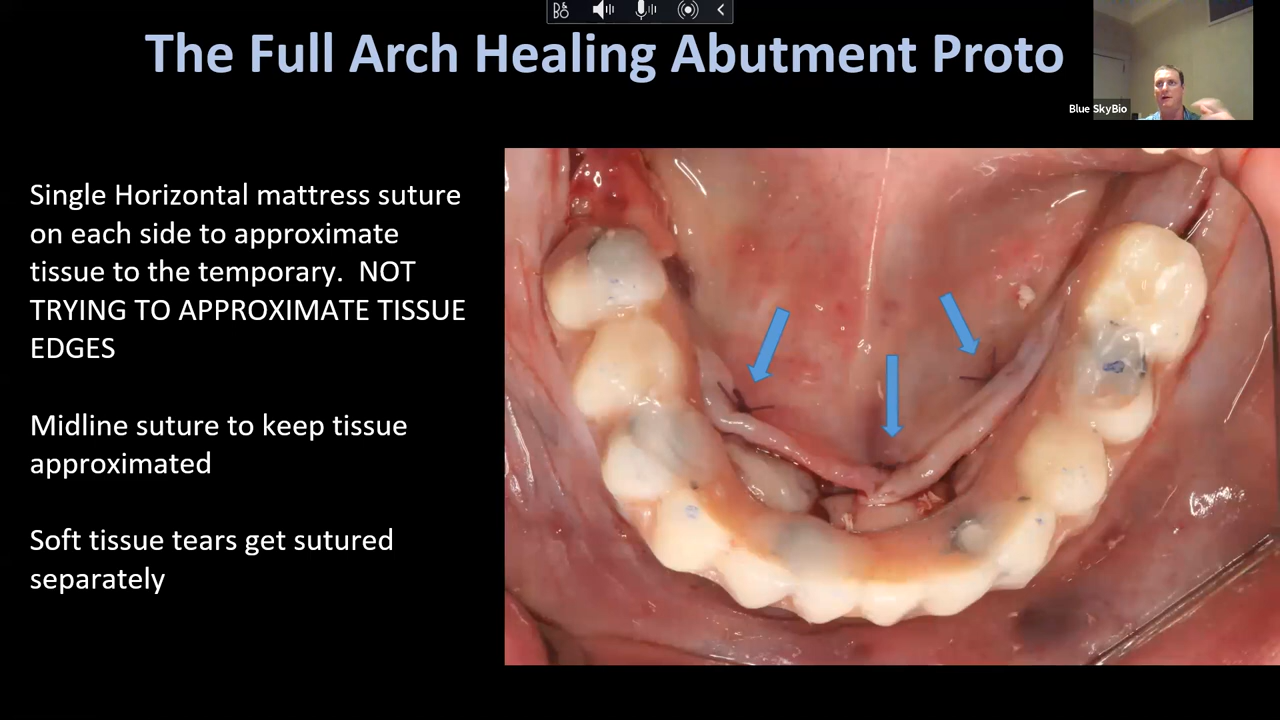 The Full Arch Healing Abutment Proto
Blue SkyBio
Single Horizontal mattress suture
on each side to approximate
tissue to the temporary.  NOT
TRYING TO APPROXIMATE TISSUE
EDGES
Midline suture to keep tissue
approximated
Soft tissue tears get sutured
separately